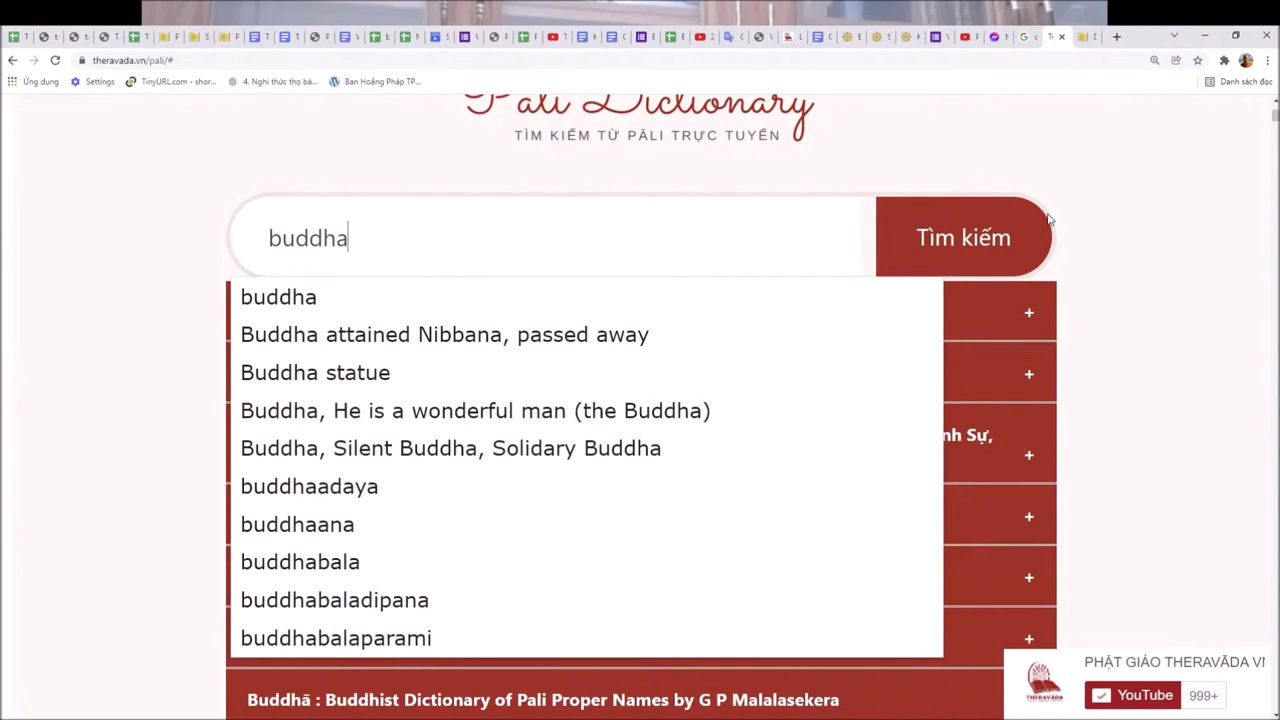 theravada.vn/pali/#
Ứng dụng
Settings
TinyURL.com - shor...
4. Nghi thức thọ bá...
Ban Hoằng Pháp TP...
Danh sách đọc
Pali Dictionary
TÌM KIẾM TỪ PĀLI TRỰC TUYẾN
buddha
Tìm kiếm
buddha
Buddha attained Nibbana, passed away
Buddha statue
Buddha, He is a wonderful man (the Buddha)
nh Sự,
Buddha, Silent Buddha, Solidary Buddha
buddhaadaya
buddhaana
buddhabala
buddhabaladipana
buddhabalaparami
PHẬT GIÁO THERAVĀDA VN
YouTube 999+
Buddhā : Buddhist Dictionary of Pali Proper Names by G P Malalasekera